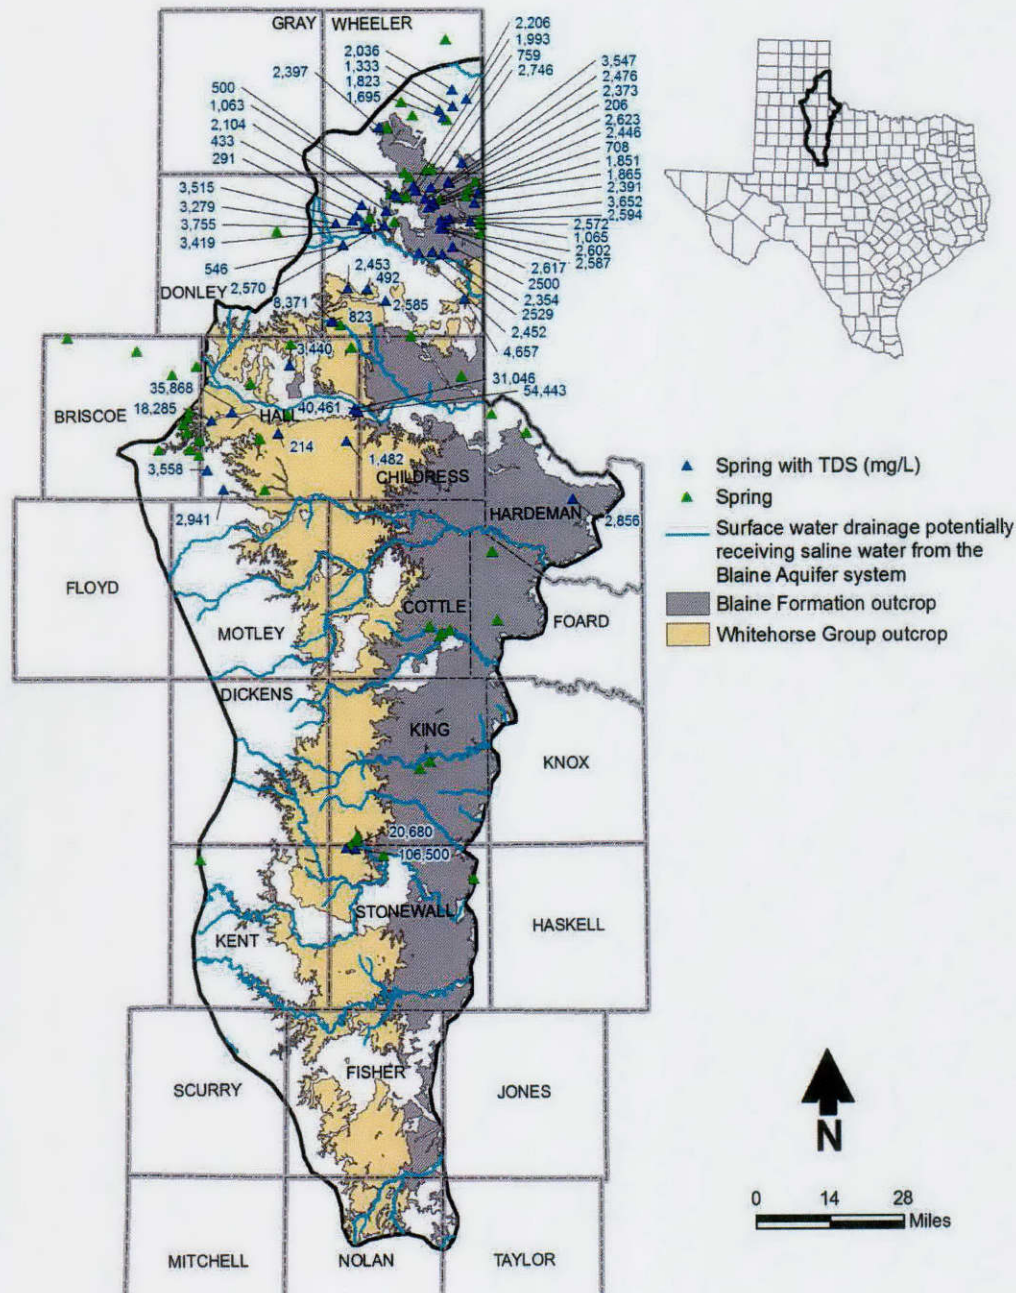 GRAY
WHEELER
2,036
1,333
1,823
1,695
2,397
500
1,063
2,104
433
291
3,515
3,279
3,755
3,419
546
2,570
DONLEY
8,371
2,453
492
2,585
823
2,206
1,993
759
2,746
3,547
2,476
2,373
206
2,623
2,446
708
1,851
1,865
2,391
3,652
2,594
2,572
1,065
2,602
2,587
2,617
2500
2,354
2529
2,452
4,657
31,046
54,443
3,440
35,868
18,285
BRISCOE
HALL
40,461
214
1,482
3,558
CHILDRESS
2,941
HARDEMAN
2,856
FLOYD
MOTLEY
COTTLE
FOARD
DICKENS
KING
KNOX
20,680
106,500
STONEWALL
KENT
HASKELL
SCURRY
FISHER
JONES
MITCHELL
NOLAN
TAYLOR
Spring with TDS (mg/L)
Spring
Surface water drainage potentially
receiving saline water from the
Blaine Aquifer system
Blaine Formation outcrop
Whitehorse Group outcrop
N
0 14 28
Miles